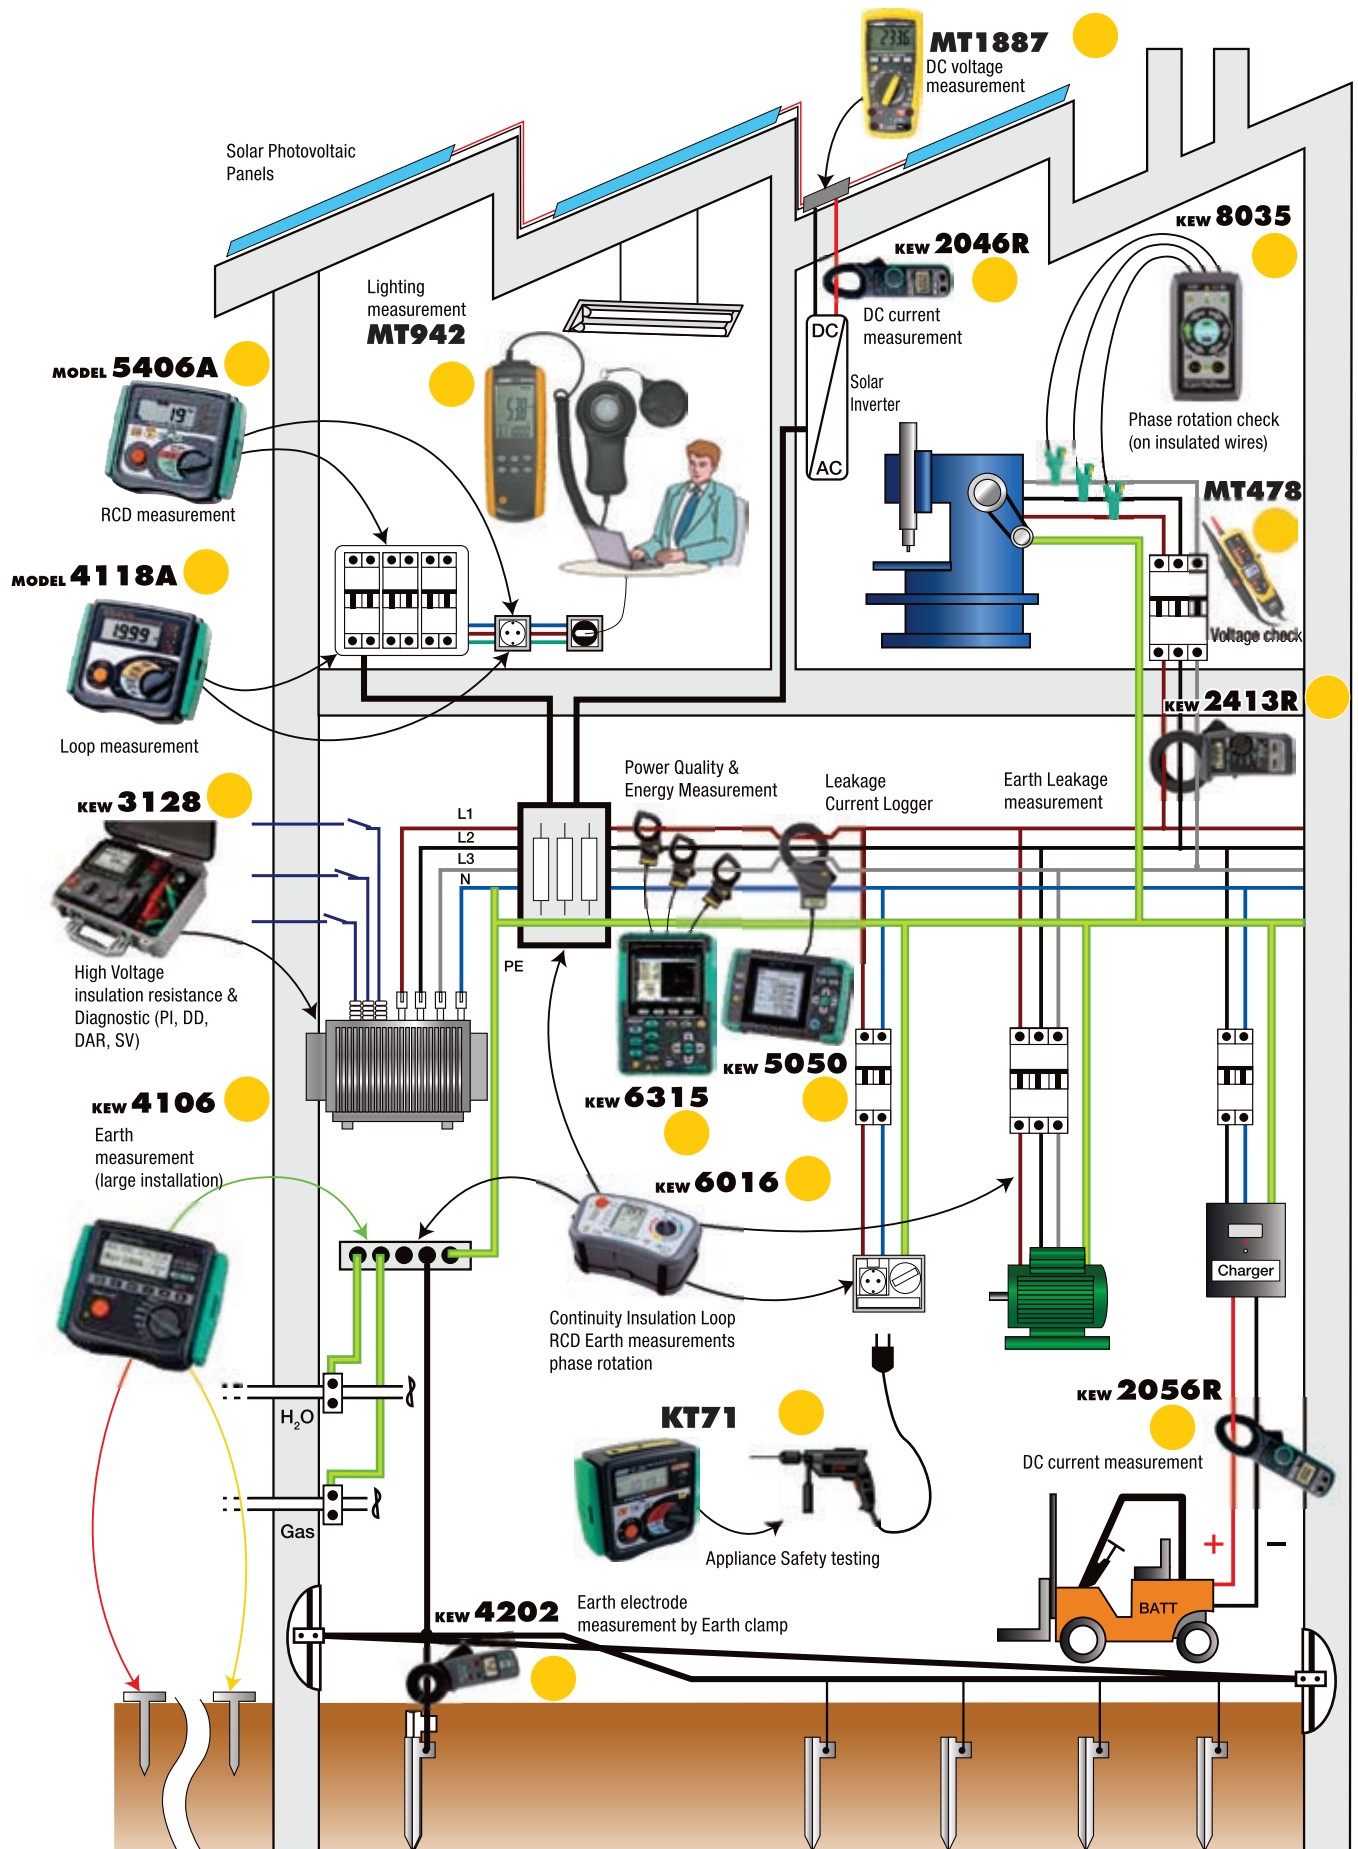 MT1887
DC voltage
measurement
Solar Photovoltaic
Panels
KEW 8035
KEW 2046R
DC current
measurement
Lighting
measurement
MT942
DC
AC
Solar
Inverter
MODEL 5406A
RCD measurement
Phase rotation check
(on insulated wires)
MT478
Voltage check
MODEL 4118A
1999
Loop measurement
KEW 2413R
Power Quality &
Energy Measurement
Leakage
Current Logger
Earth Leakage
measurement
KEW 3128
L1
L2
L3
N
PE
High Voltage
insulation resistance &
Diagnostic (PI, DD,
DAR, SV)
KEW 5050
KEW 6315
KEW 4106
Earth
measurement
(large installation)
KEW 6016
Charger
Continuity Insulation Loop
RCD Earth measurements
phase rotation
H2O
KEW 2056R
DC current measurement
KT71
Gas
Appliance Safety testing
+
−
BATT
KEW 4202
Earth electrode
measurement by Earth clamp